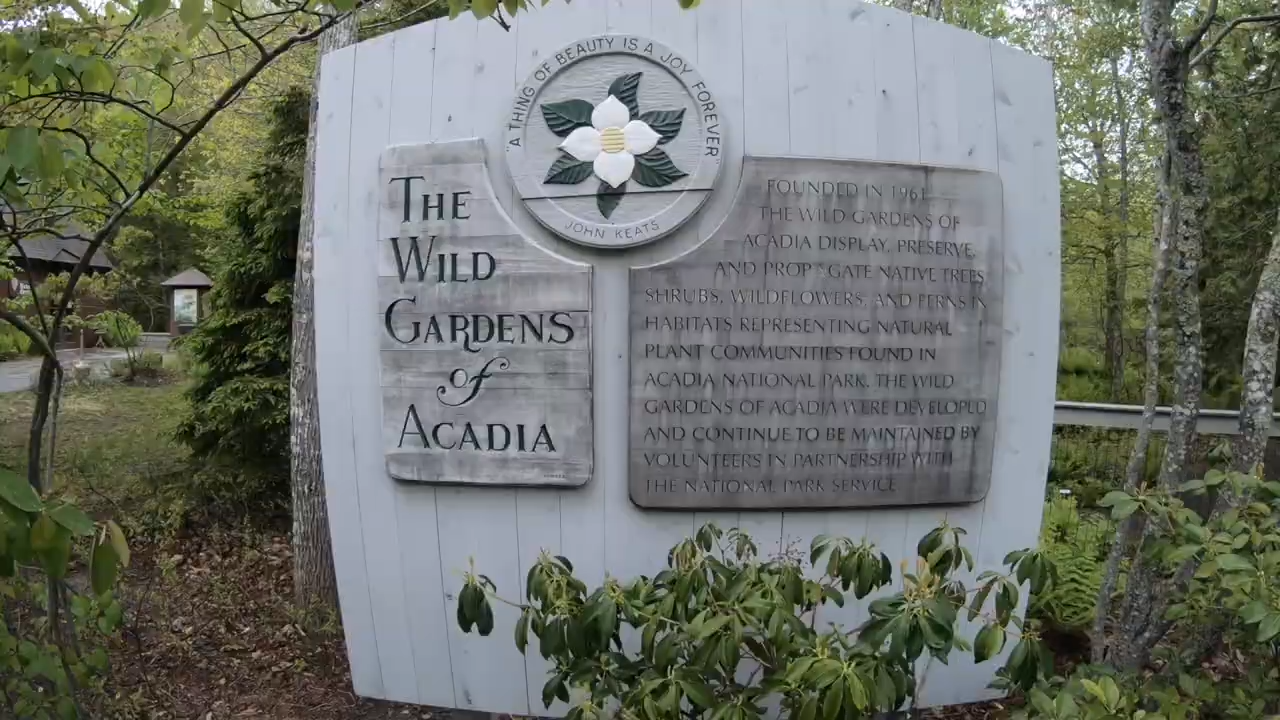 "A THING OF BEAUTY IS A JOY FOREVER"
JOHN KEATS
THE
WILD
GARDENS
of
ACADIA
FOUNDED IN 1961
THE WILD GARDENS OF
ACADIA DISPLAY, PRESERVE,
AND PROPAGATE NATIVE TREES
SHRUBS, WILDFLOWERS, AND FERNS IN
HABITATS REPRESENTING NATURAL
PLANT COMMUNITIES FOUND IN
ACADIA NATIONAL PARK. THE WILD
GARDENS OF ACADIA WERE DEVELOPED
AND CONTINUE TO BE MAINTAINED BY
VOLUNTEERS IN PARTNERSHIP WITH
THE NATIONAL PARK SERVICE